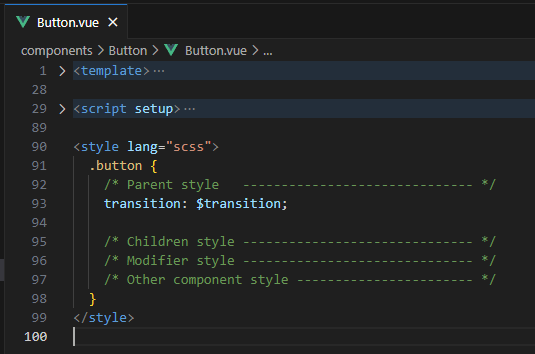 Button.vue ×
components > Button > Button.vue > ...
1 > <template> ···
28
29 > <script setup> ···
89
90 <style lang="scss">
91 .button {
92 /* Parent style   ------------------------------ */
93 transition: $transition;
94
95 /* Children style ------------------------------ */
96 /* Modifier style ------------------------------ */
97 /* Other component style ----------------------- */
98 }
99 </style>
100